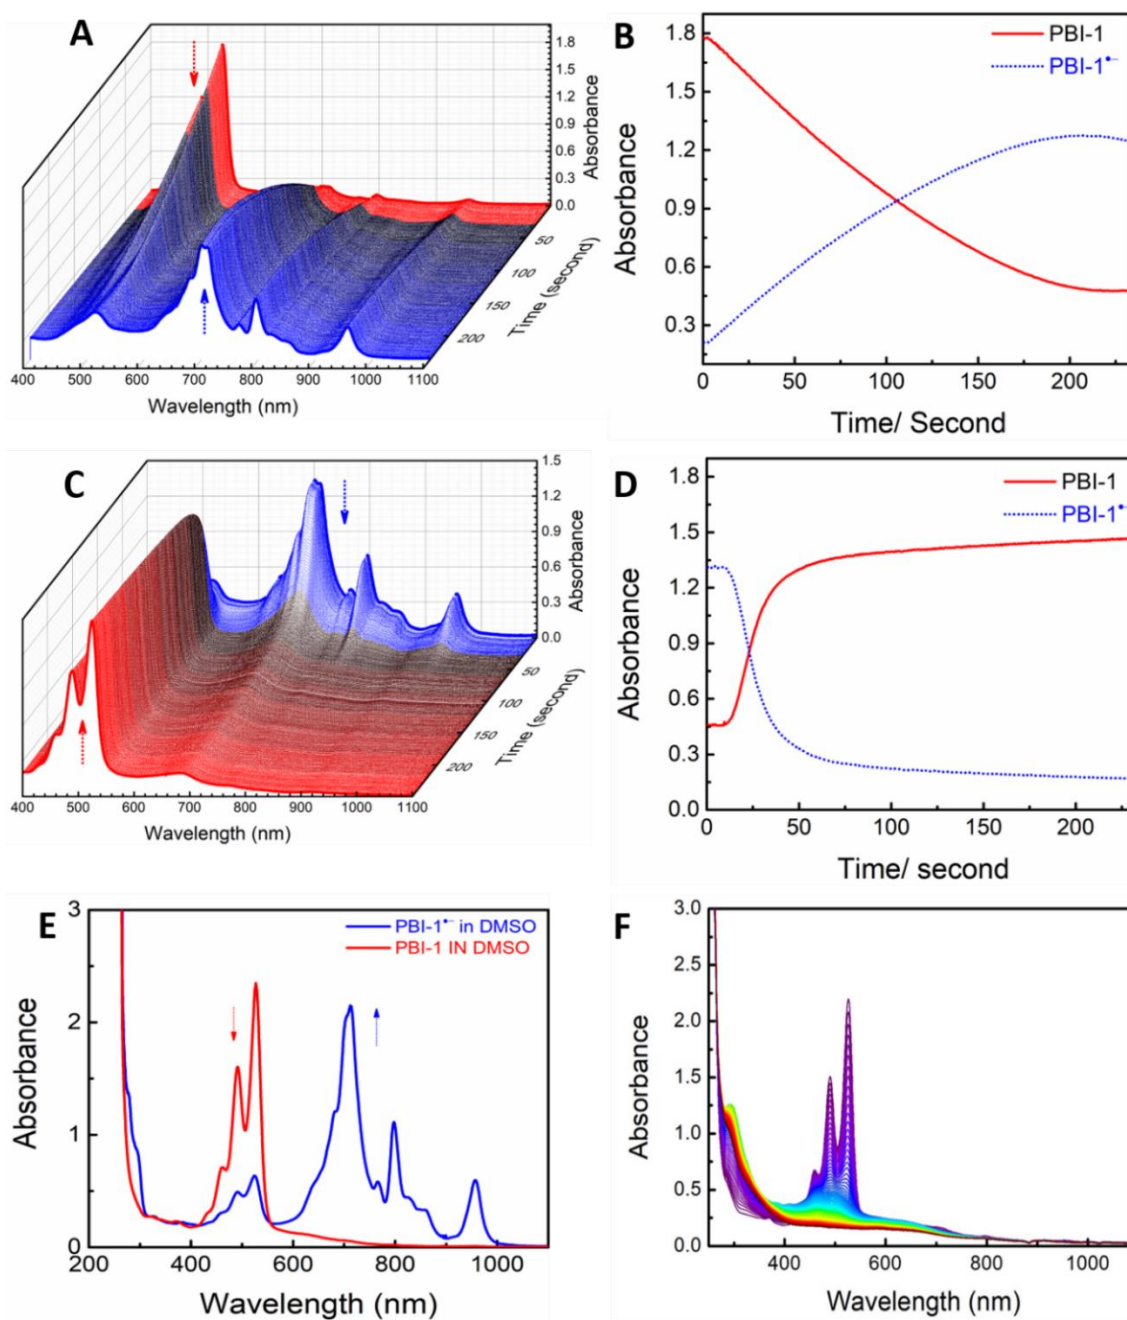 A
1.8
1.5
1.2
0.9
0.6
0.3
0.0
Absorbance
50
100
150
200
Time (second)
400 500 600 700 800 900 1000 1100
Wavelength (nm)
B
1.8
1.5
1.2
0.9
0.6
0.3
Absorbance
PBI-1
PBI-1•−
0 50 100 150 200
Time/ Second
C
1.5
1.2
0.9
0.6
0.3
0.0
Absorbance
50
100
150
200
Time (second)
400 500 600 700 800 900 1000 1100
Wavelength (nm)
D
1.8
1.5
1.2
0.9
0.6
0.3
0.0
Absorbance
PBI-1
PBI-1•−
0 50 100 150 200
Time/ second
E
3
2
1
0
Absorbance
PBI-1•− in DMSO
PBI-1 IN DMSO
200 400 600 800 1000
Wavelength (nm)
F
3.0
2.5
2.0
1.5
1.0
0.5
0.0
Absorbance
400 600 800 1000
Wavelength (nm)